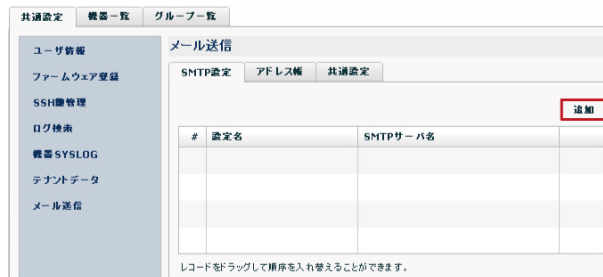 共通設定 機器一覧 グループ一覧
ユーザ情報
ファームウェア登録
SSH鍵管理
ログ検索
機器SYSLOG
テナントデータ
メール送信
メール送信
SMTP設定 アドレス帳 共通設定
追加
# 設定名 SMTPサーバ名
レコードをドラッグして順序を入れ替えることができます。